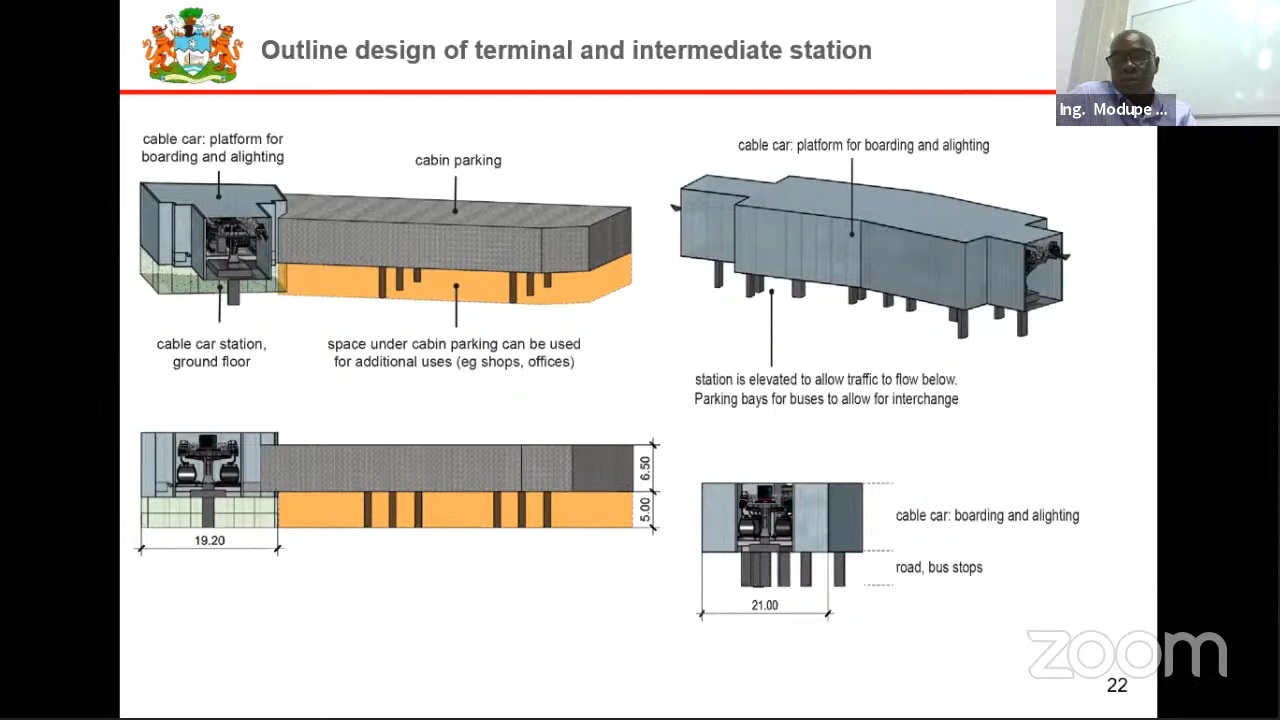 Outline design of terminal and intermediate station
Ing. Modupe ...
cable car: platform for
boarding and alighting
cabin parking
cable car station,
ground floor
space under cabin parking can be used
for additional uses (eg shops, offices)
cable car: platform for boarding and alighting
station is elevated to allow traffic to flow below.
Parking bays for buses to allow for interchange
6.50
5.00
19.20
cable car: boarding and alighting
road, bus stops
21.00
zoom
22